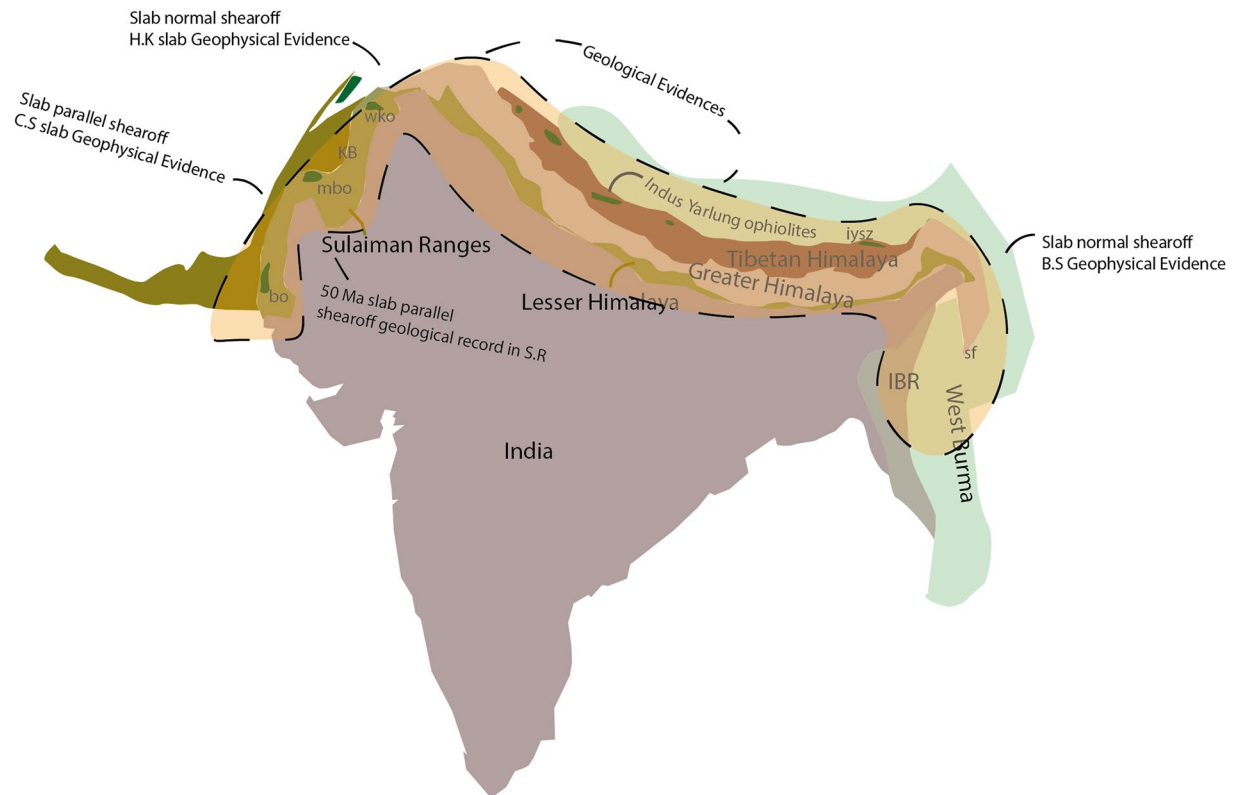 Slab normal shearoff
H.K slab Geophysical Evidence
Geological Evidences
Slab parallel shearoff
C.S slab Geophysical Evidence
wko
KB
mbo
Indus Yarlung ophiolites
iysz
Sulaiman Ranges
Tibetan Himalaya
Greater Himalaya
Slab normal shearoff
B.S Geophysical Evidence
bo
50 Ma slab parallel
shearoff geological record in S.R
Lesser Himalaya
sf
IBR
West Burma
India